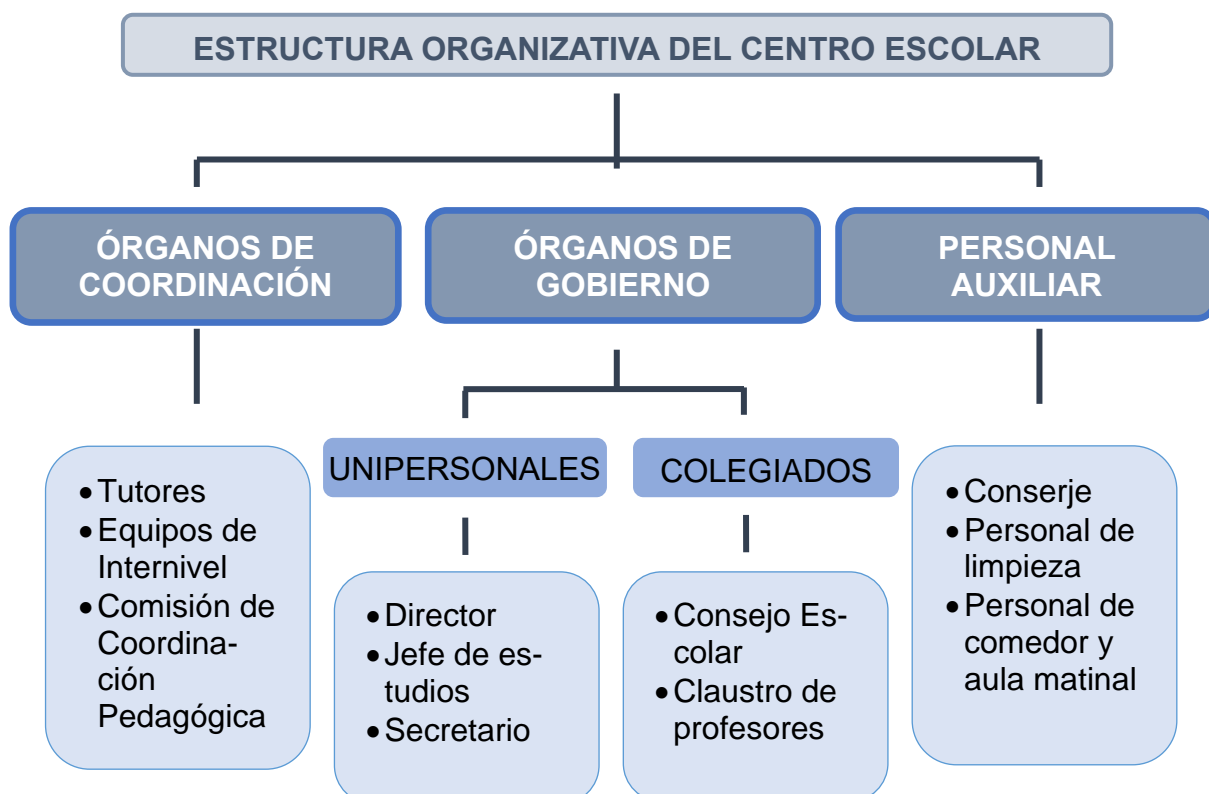 ESTRUCTURA ORGANIZATIVA DEL CENTRO ESCOLAR
ÓRGANOS DE
COORDINACIÓN
ÓRGANOS DE
GOBIERNO
PERSONAL
AUXILIAR
UNIPERSONALES
COLEGIADOS
•Tutores
•Equipos de
Internivel
•Comisión de
Coordina-
ción
Pedagógica
•Director
•Jefe de es-
tudios
•Secretario
•Consejo Es-
colar
•Claustro de
profesores
•Conserje
•Personal de
limpieza
•Personal de
comedor y
aula matinal